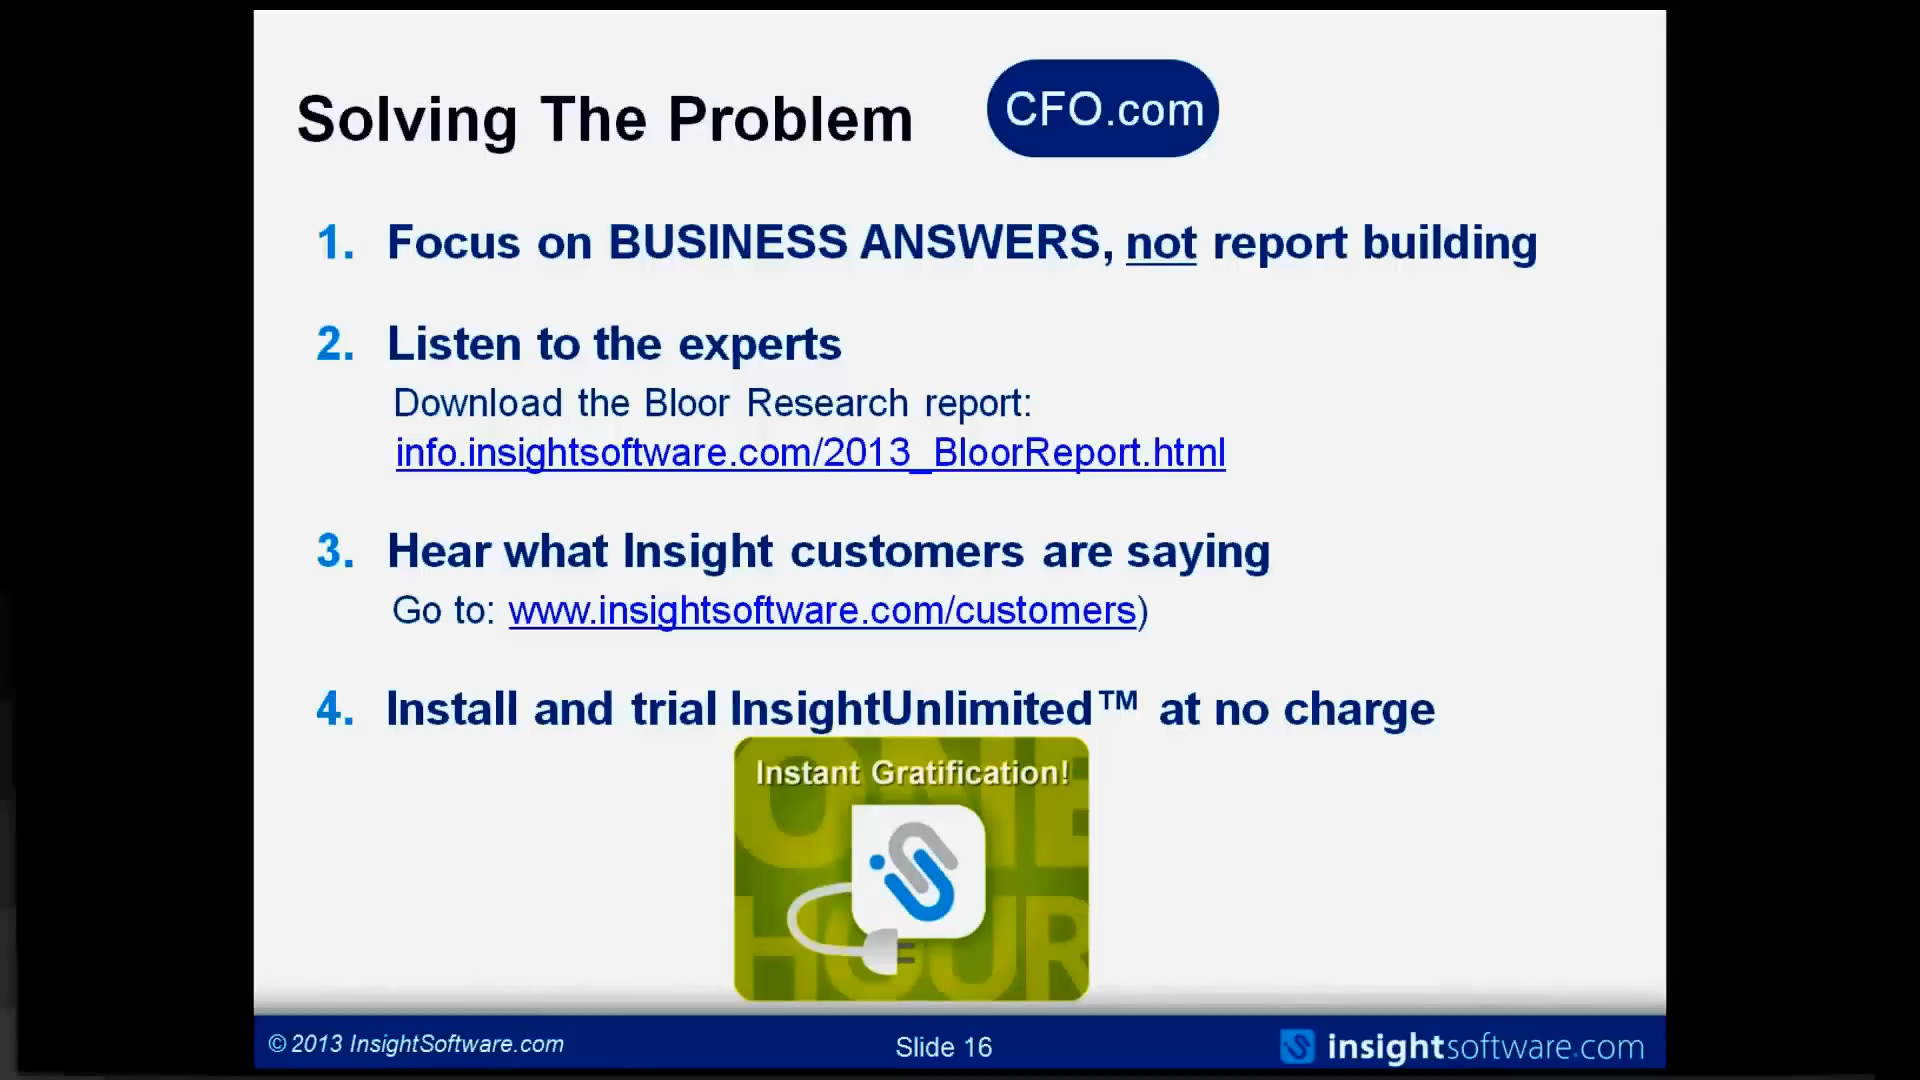 Solving The Problem
CFO.com
1. Focus on BUSINESS ANSWERS, not report building
2. Listen to the experts
Download the Bloor Research report:
info.insightsoftware.com/2013_BloorReport.html
3. Hear what Insight customers are saying
Go to: www.insightsoftware.com/customers)
4. Install and trial InsightUnlimited™ at no charge
Instant Gratification!
ONE
HOUR
© 2013 InsightSoftware.com
Slide 16
insightsoftware.com